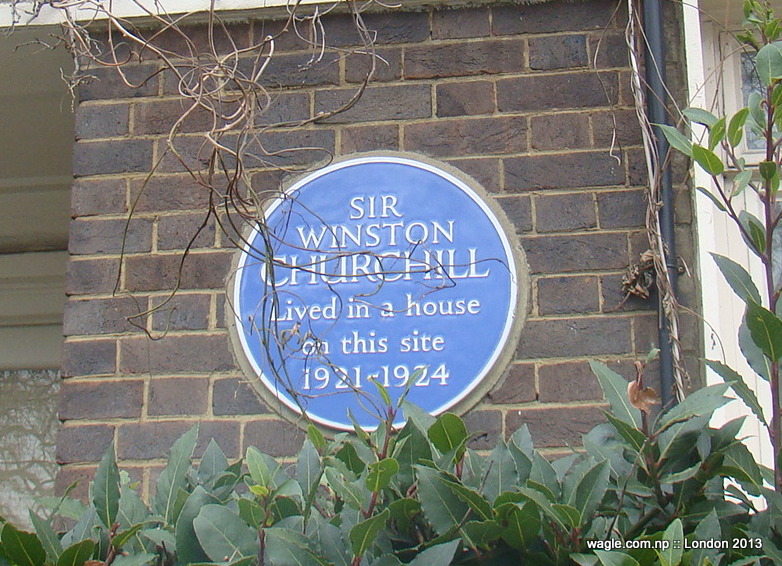 SIR
WINSTON
CHURCHILL
Lived in a house
on this site
1921-1924
wagle.com.np :: London 2013